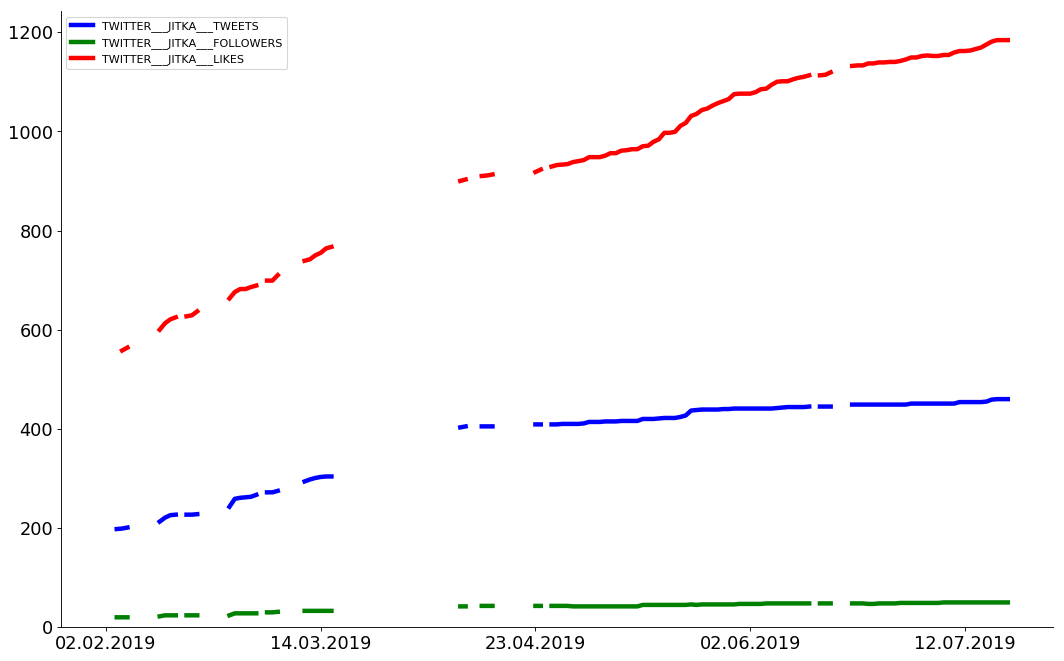 TWITTER___JITKA___TWEETS
TWITTER___JITKA___FOLLOWERS
TWITTER___JITKA___LIKES
1200
1000
800
600
400
200
0
02.02.2019 14.03.2019 23.04.2019 02.06.2019 12.07.2019